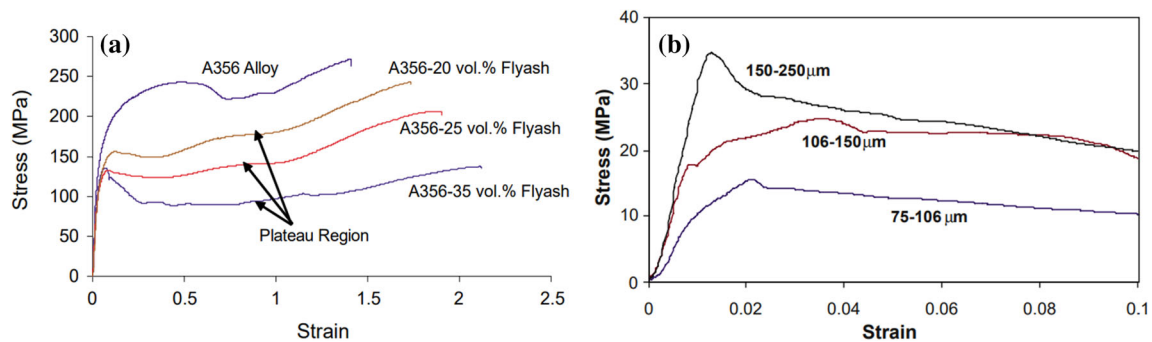 (a)
Stress (MPa)
300
250
200
150
100
50
0
A356 Alloy
A356-20 vol.% Flyash
A356-25 vol.% Flyash
A356-35 vol.% Flyash
Plateau Region
0 0.5 1 1.5 2 2.5
Strain
(b)
Stress (MPa)
40
30
20
10
0
150-250μm
106-150μm
75-106 μm
0 0.02 0.04 0.06 0.08 0.1
Strain